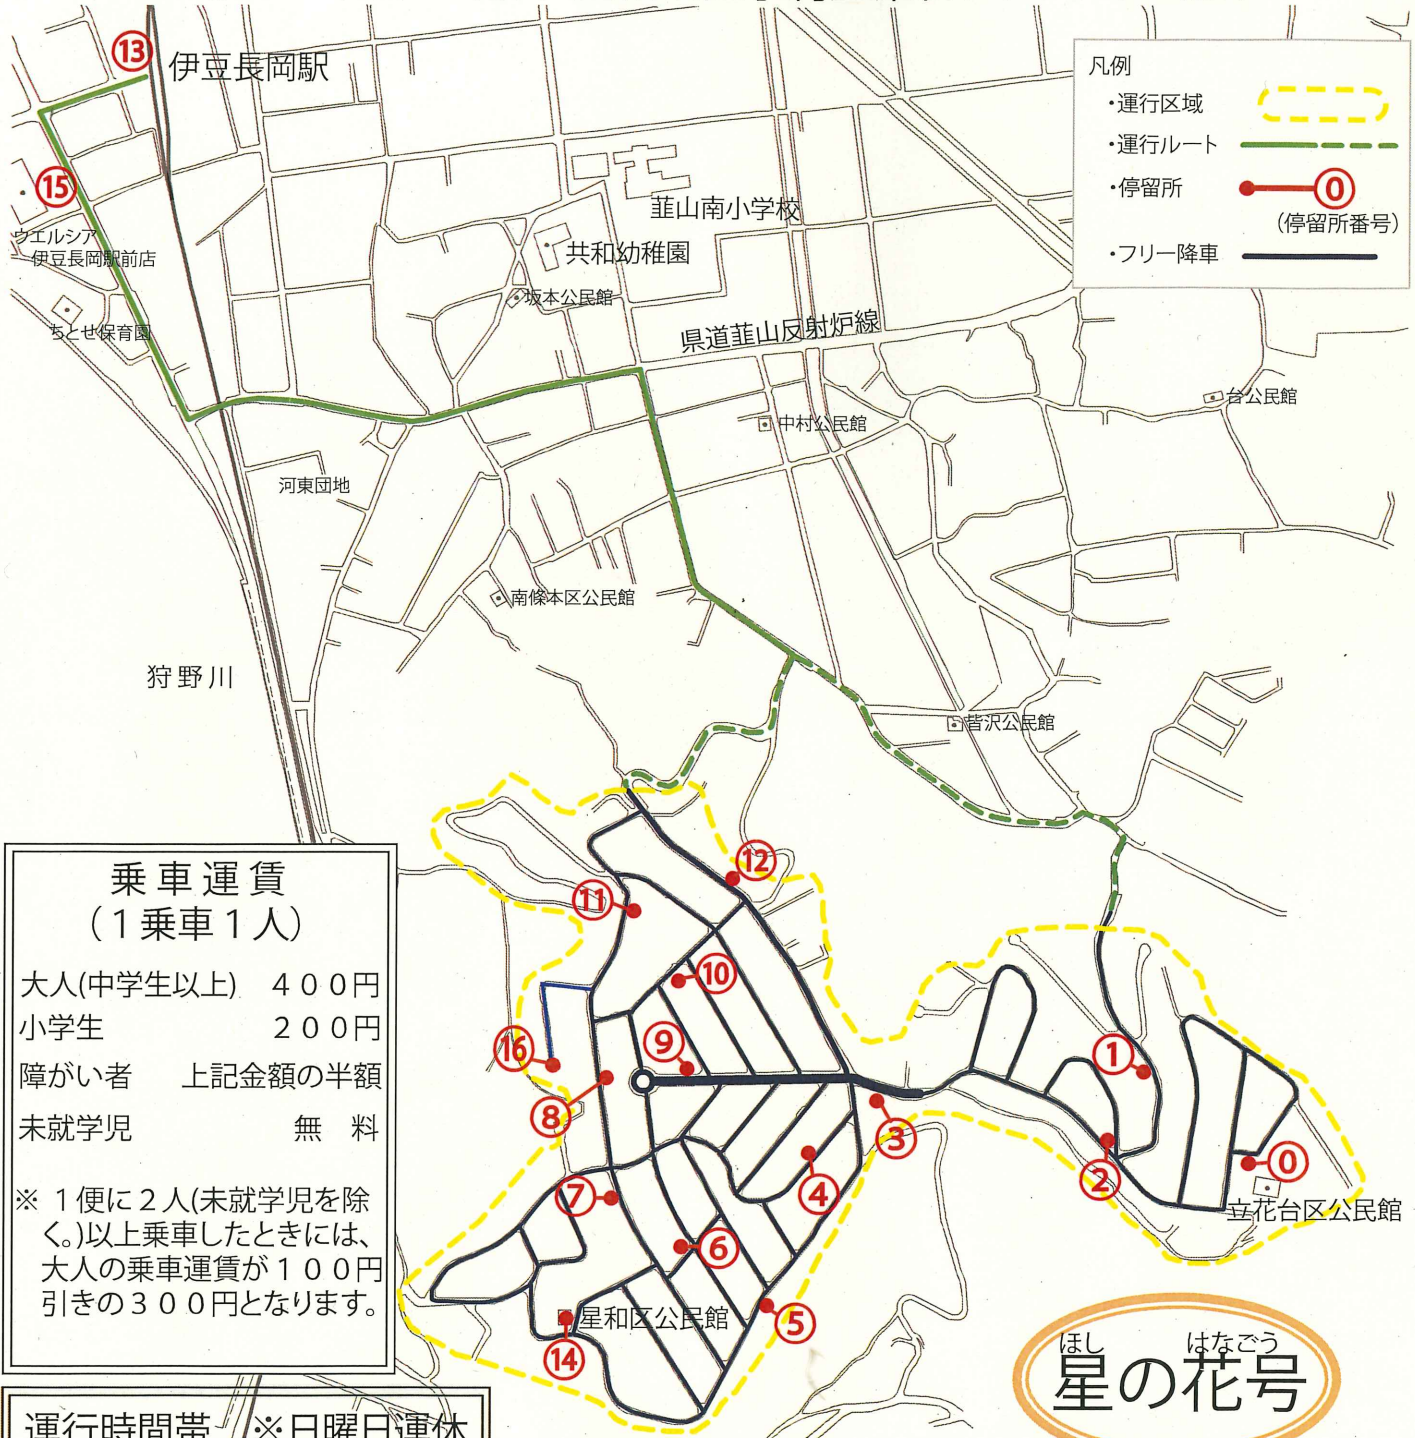 ⑬
伊豆長岡駅
⑮
ウエルシア
伊豆長岡駅前店
ちとせ保育園
韮山南小学校
共和幼稚園
坂本公民館
県道韮山反射炉線
凡例
・運行区域
・運行ルート
・停留所
⓪
(停留所番号)
・フリー降車
台公民館
中村公民館
河東団地
南條本区公民館
狩野川
皆沢公民館
乗車運賃
(1乗車1人)
大人(中学生以上) 400円
小学生 200円
障がい者 上記金額の半額
未就学児 無 料
※ 1便に2人(未就学児を除
く。)以上乗車したときには、
大人の乗車運賃が100円
引きの300円となります。
⑫
⑪
⑩
⑯
⑨
⑧
①
③
②
④
⓪
立花台区公民館
⑦
⑥
⑤
星和区公民館
⑭
ほし はなごう
星の花号
運行時間帯 ※日曜日運休